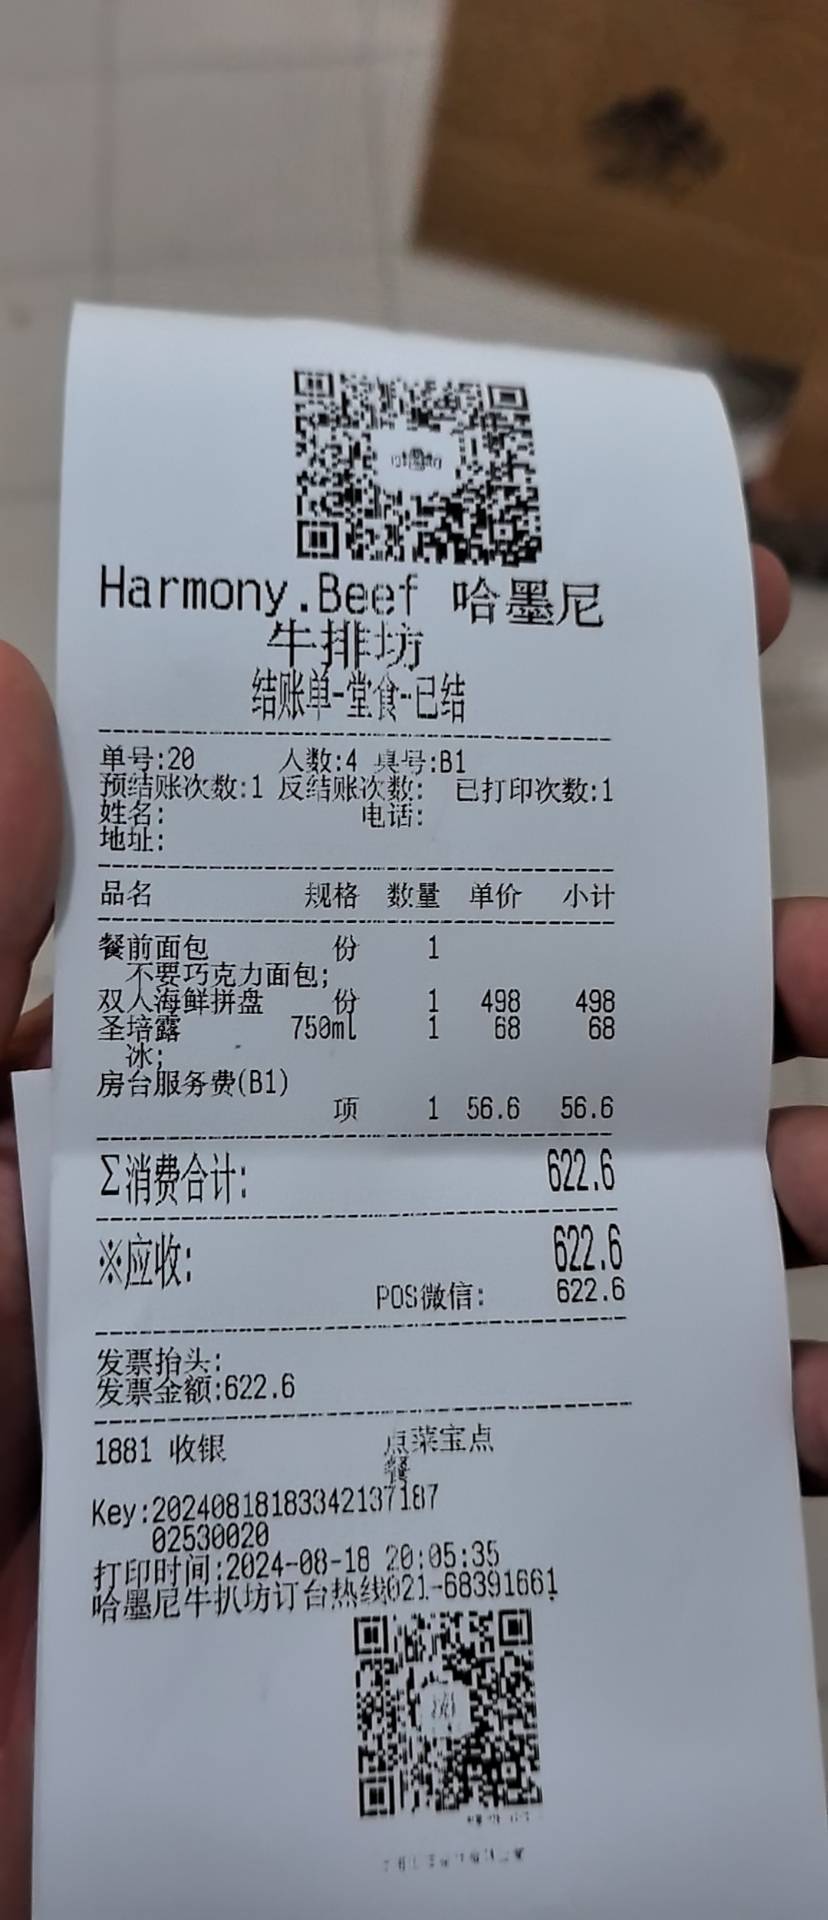 Harmony.Beef 哈墨尼
牛排坊
结账单-堂食-已结
单号:20 人数:4 桌号:B1
预结账次数:1 反结账次数: 已打印次数:1
姓名: 电话:
地址:
品名 规格 数量 单价 小计
餐前面包 份 1
不要巧克力面包;
双人海鲜拼盘 份 1 498 498
圣培露 750ml 1 68 68
冰;
房台服务费(B1)
项 1 56.6 56.6
Σ消费合计: 622.6
※应收: 622.6
POS微信: 622.6
发票抬头:
发票金额:622.6
1881 收银 点菜宝点
餐
Key:20240818183342137187
02530020
打印时间:2024-08-18 20:05:35
哈墨尼牛扒坊订台热线021-68391661